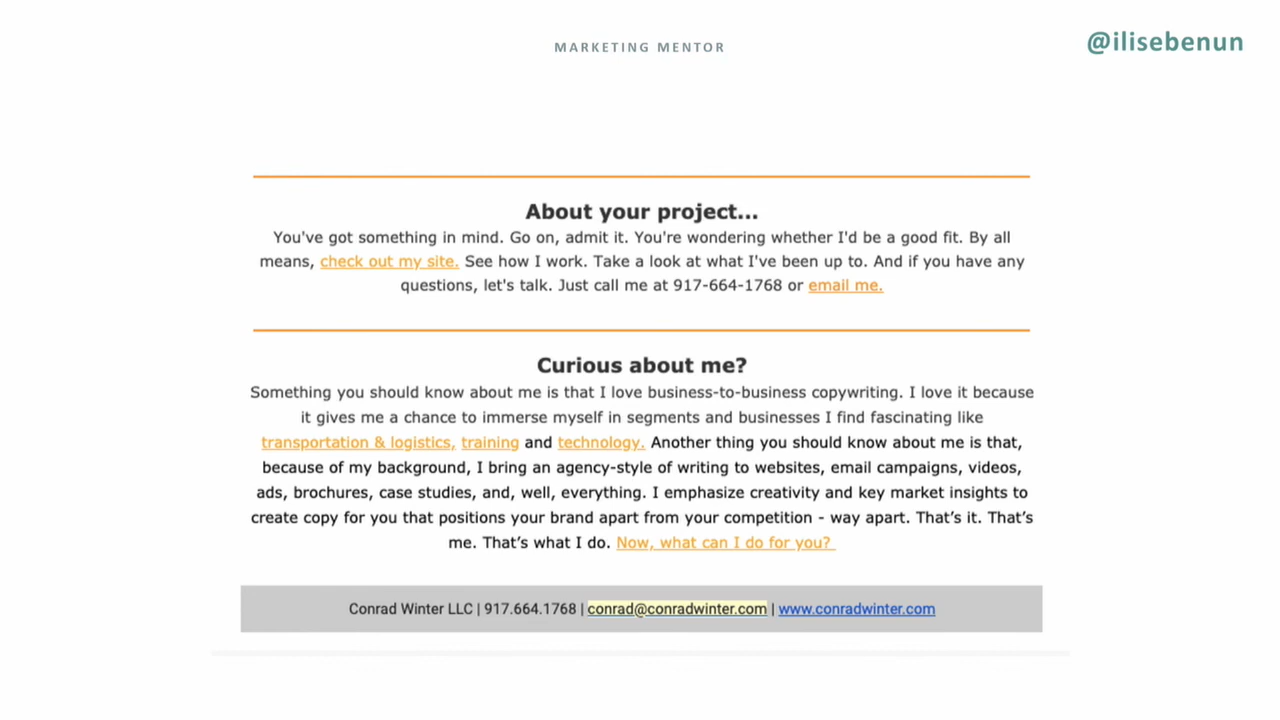 MARKETING MENTOR
@ilisebenun
About your project...
You've got something in mind. Go on, admit it. You're wondering whether I'd be a good fit. By all
means, check out my site. See how I work. Take a look at what I've been up to. And if you have any
questions, let's talk. Just call me at 917-664-1768 or email me.
Curious about me?
Something you should know about me is that I love business-to-business copywriting. I love it because
it gives me a chance to immerse myself in segments and businesses I find fascinating like
transportation & logistics, training and technology. Another thing you should know about me is that,
because of my background, I bring an agency-style of writing to websites, email campaigns, videos,
ads, brochures, case studies, and, well, everything. I emphasize creativity and key market insights to
create copy for you that positions your brand apart from your competition - way apart. That’s it. That’s
me. That’s what I do. Now, what can I do for you?
Conrad Winter LLC | 917.664.1768 | conrad@conradwinter.com | www.conradwinter.com